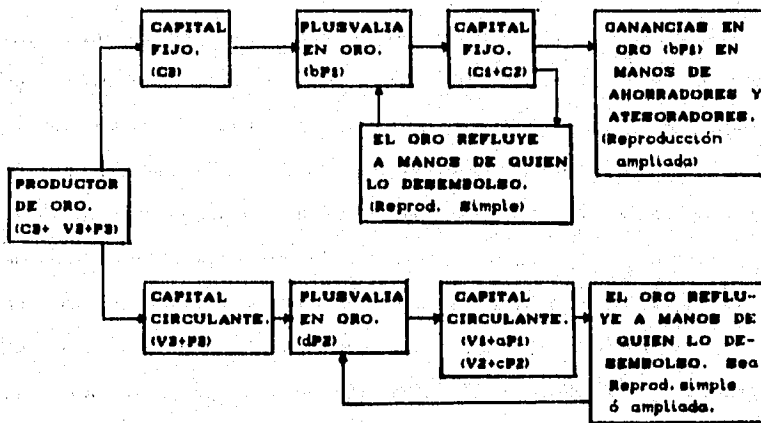 CAPITAL
FIJO.
(C3)
PLUSVALIA
EN ORO.
(bP1)
CAPITAL
FIJO.
(C1+C2)
GANANCIAS EN
ORO (bP1) EN
MANOS DE
AHORRADORES Y
ATESORADORES.
(Reproducción
ampliada)
EL ORO REFLUYE
A MANOS DE QUIEN
LO DESEMBOLSO.
(Reprod. Simple)
PRODUCTOR
DE ORO.
(C3+ V3+P3)
CAPITAL
CIRCULANTE.
(V3+P3)
PLUSVALIA
EN ORO.
(dP2)
CAPITAL
CIRCULANTE.
(V1+aP1)
(V2+cP2)
EL ORO REFLU-
YE A MANOS DE
QUIEN LO DE-
SEMBOLSO. Sea
Reprod. simple
ó ampliada.